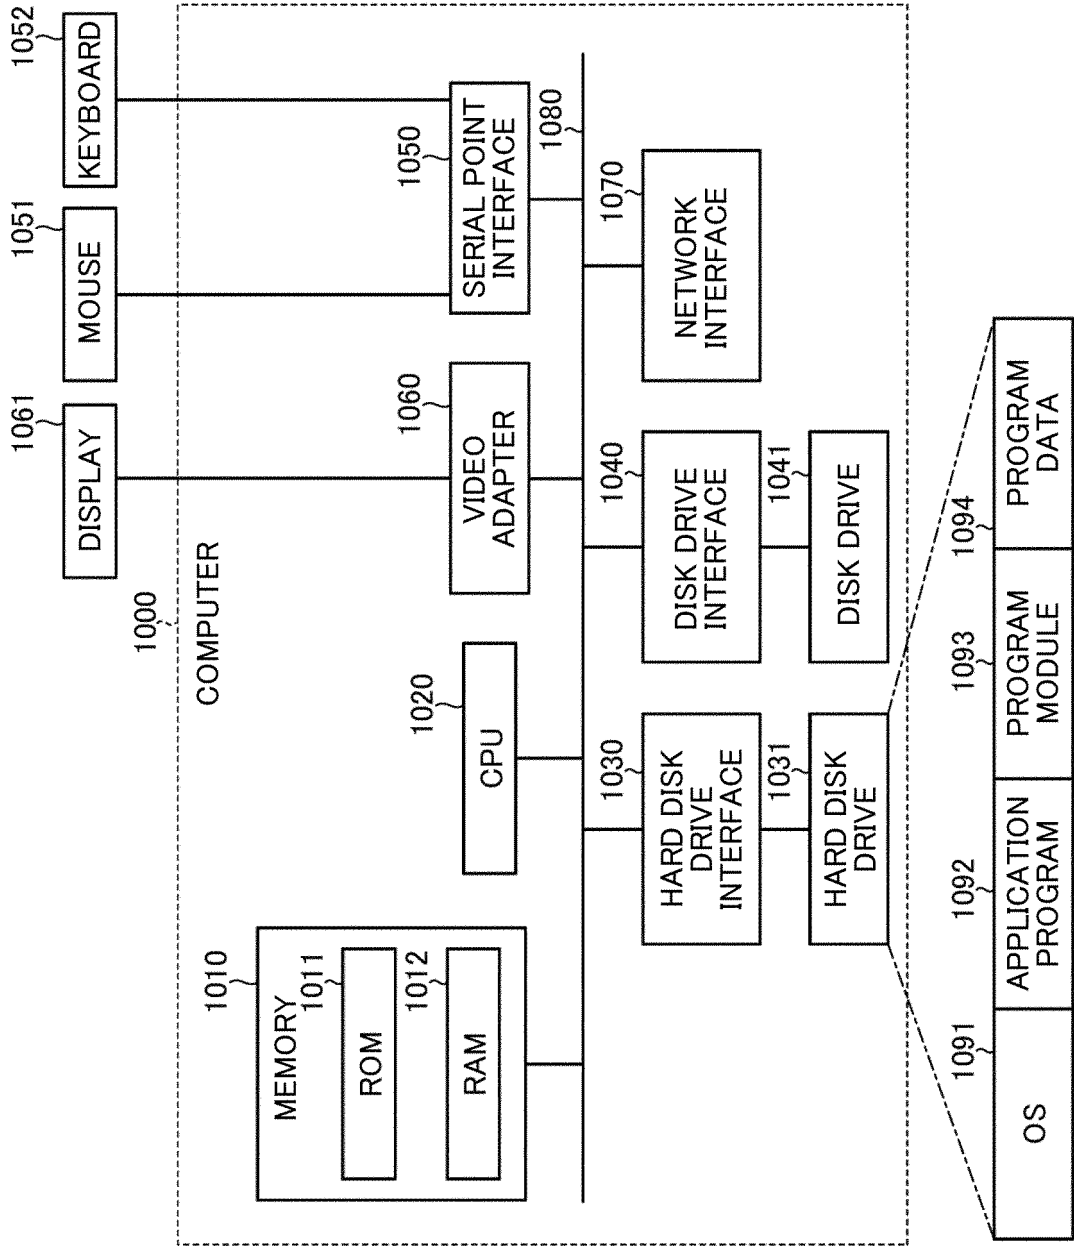 1000
COMPUTER
1010
MEMORY
1011
ROM
1012
RAM
1020
CPU
1061
DISPLAY
1051
MOUSE
1052
KEYBOARD
1060
VIDEO
ADAPTER
1050
SERIAL POINT
INTERFACE
1080
1030
HARD DISK
DRIVE
INTERFACE
1040
DISK DRIVE
INTERFACE
1070
NETWORK
INTERFACE
1031
HARD DISK
DRIVE
1041
DISK DRIVE
1091
OS
1092
APPLICATION
PROGRAM
1093
PROGRAM
MODULE
1094
PROGRAM
DATA